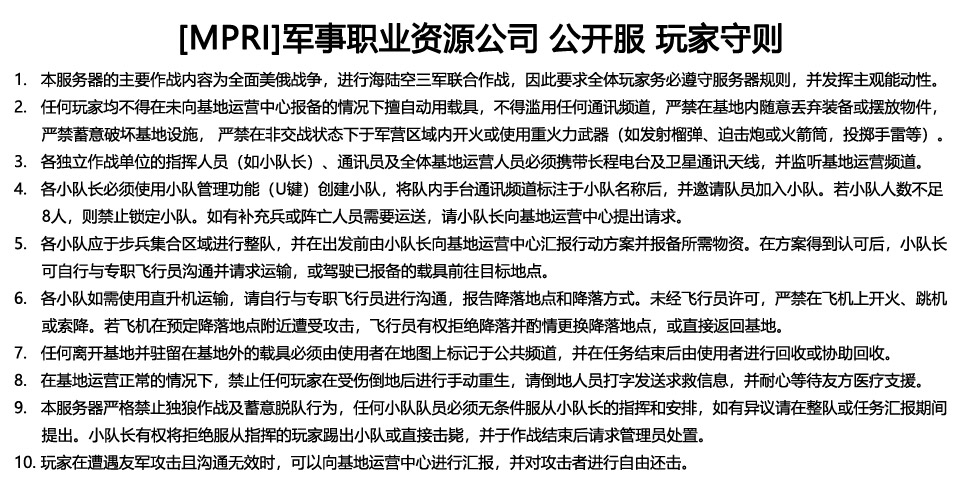 [MPRI]军事职业资源公司 公开服 玩家守则
1. 本服务器的主要作战内容为全面美俄战争，进行海陆空三军联合作战，因此要求全体玩家务必遵守服务器规则，并发挥主观能动性。
2. 任何玩家均不得在未向基地运营中心报备的情况下擅自动用载具，不得滥用任何通讯频道，严禁在基地内随意丢弃装备或摆放物件，
严禁蓄意破坏基地设施， 严禁在非交战状态下于军营区域内开火或使用重火力武器（如发射榴弹、迫击炮或火箭筒，投掷手雷等）。
3. 各独立作战单位的指挥人员（如小队长）、通讯员及全体基地运营人员必须携带长程电台及卫星通讯天线，并监听基地运营频道。
4. 各小队长必须使用小队管理功能（U键）创建小队，将队内手台通讯频道标注于小队名称后，并邀请队员加入小队。若小队人数不足
8人，则禁止锁定小队。如有补充兵或阵亡人员需要运送，请小队长向基地运营中心提出请求。
5. 各小队应于步兵集合区域进行整队，并在出发前由小队长向基地运营中心汇报行动方案并报备所需物资。在方案得到认可后，小队长
可自行与专职飞行员沟通并请求运输，或驾驶已报备的载具前往目标地点。
6. 各小队如需使用直升机运输，请自行与专职飞行员进行沟通，报告降落地点和降落方式。未经飞行员许可，严禁在飞机上开火、跳机
或索降。若飞机在预定降落地点附近遭受攻击，飞行员有权拒绝降落并酌情更换降落地点，或直接返回基地。
7. 任何离开基地并驻留在基地外的载具必须由使用者在地图上标记于公共频道，并在任务结束后由使用者进行回收或协助回收。
8. 在基地运营正常的情况下，禁止任何玩家在受伤倒地后进行手动重生，请倒地人员打字发送求救信息，并耐心等待友方医疗支援。
9. 本服务器严格禁止独狼作战及蓄意脱队行为，任何小队队员必须无条件服从小队长的指挥和安排，如有异议请在整队或任务汇报期间
提出。小队长有权将拒绝服从指挥的玩家踢出小队或直接击毙，并于作战结束后请求管理员处置。
10. 玩家在遭遇友军攻击且沟通无效时，可以向基地运营中心进行汇报，并对攻击者进行自由还击。